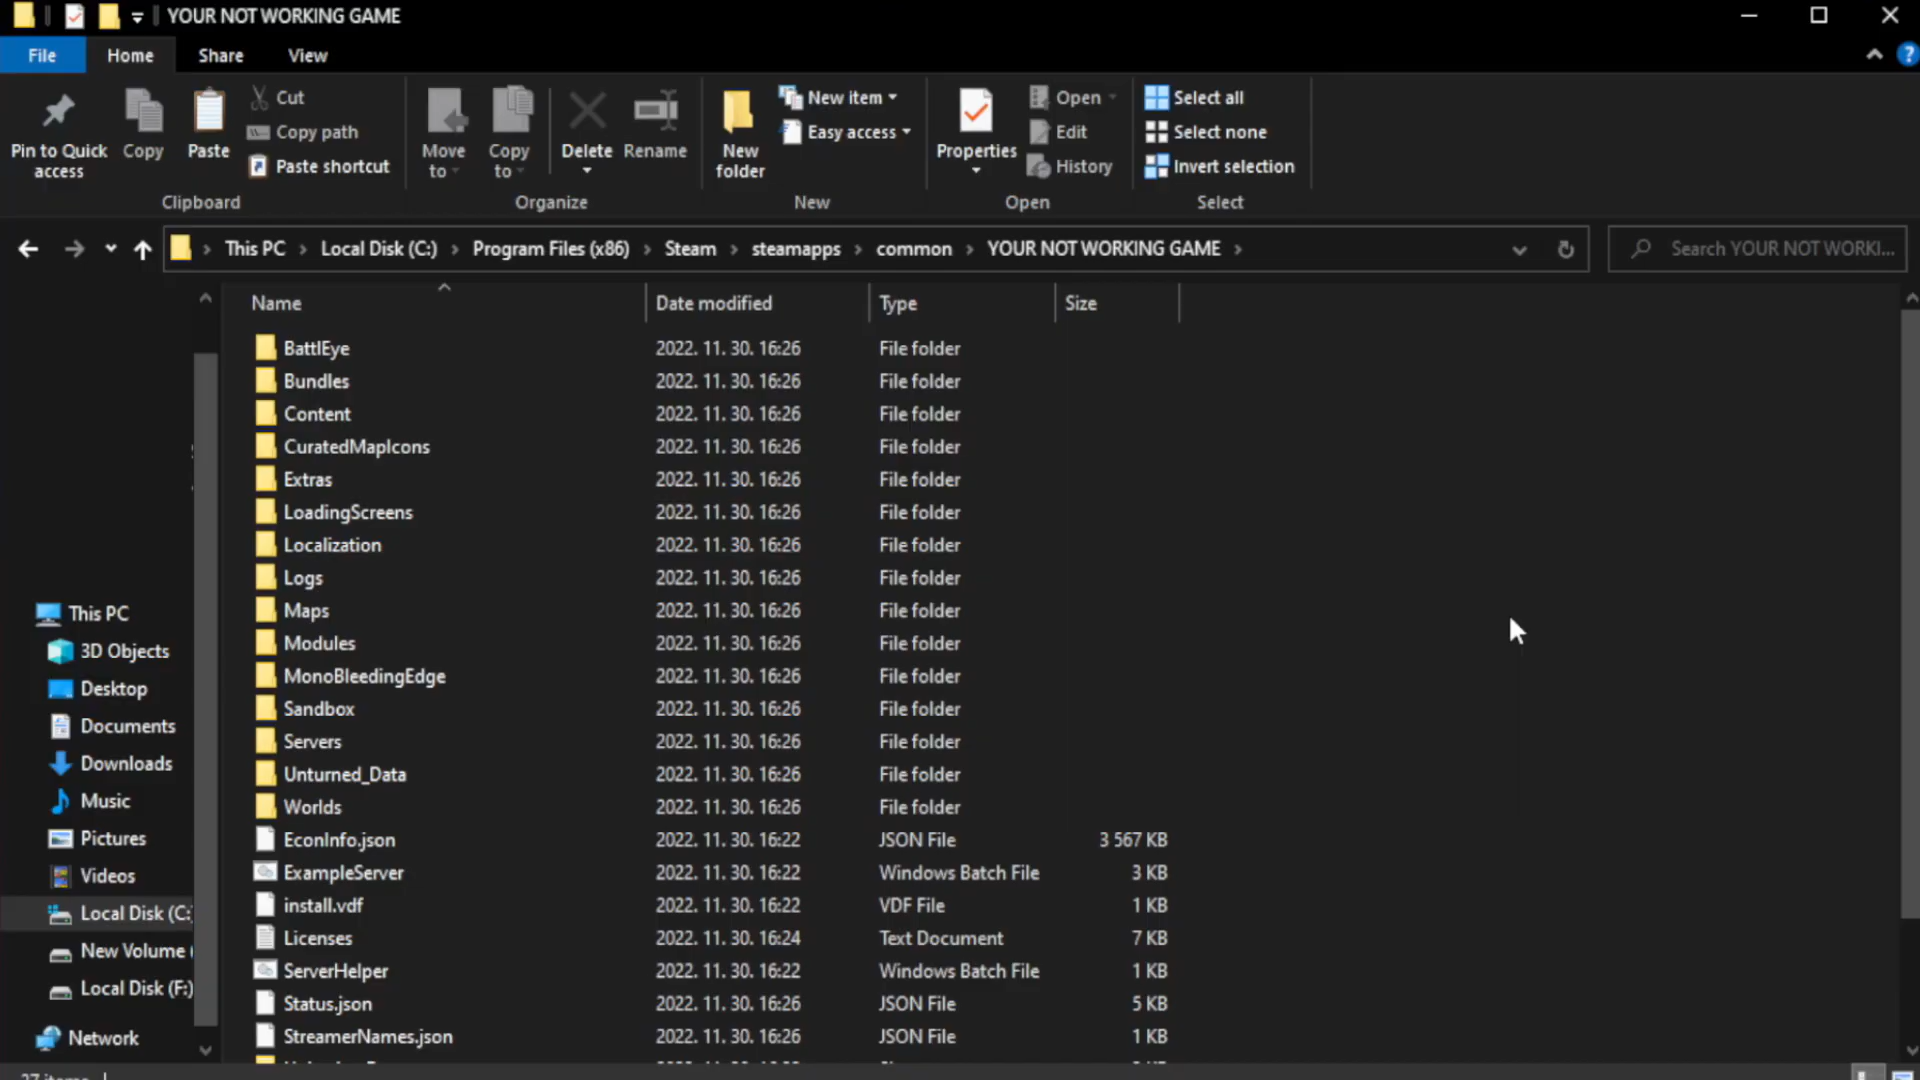 YOUR NOT WORKING GAME
File Home Share View
Pin to Quick access
Copy
Paste
Cut
Copy path
Paste shortcut
Clipboard
Move to
Copy to
Delete
Rename
Organize
New folder
New item
Easy access
New
Properties
Open
Edit
History
Open
Select all
Select none
Invert selection
Select
This PC > Local Disk (C:) > Program Files (x86) > Steam > steamapps > common > YOUR NOT WORKING GAME >
Search YOUR NOT WORKI...
This PC
3D Objects
Desktop
Documents
Downloads
Music
Pictures
Videos
Local Disk (C:
New Volume (
Local Disk (F:)
Network
Name Date modified Type Size
BattlEye 2022. 11. 30. 16:26 File folder
Bundles 2022. 11. 30. 16:26 File folder
Content 2022. 11. 30. 16:26 File folder
CuratedMapIcons 2022. 11. 30. 16:26 File folder
Extras 2022. 11. 30. 16:26 File folder
LoadingScreens 2022. 11. 30. 16:26 File folder
Localization 2022. 11. 30. 16:26 File folder
Logs 2022. 11. 30. 16:26 File folder
Maps 2022. 11. 30. 16:26 File folder
Modules 2022. 11. 30. 16:26 File folder
MonoBleedingEdge 2022. 11. 30. 16:26 File folder
Sandbox 2022. 11. 30. 16:26 File folder
Servers 2022. 11. 30. 16:26 File folder
Unturned_Data 2022. 11. 30. 16:26 File folder
Worlds 2022. 11. 30. 16:26 File folder
EconInfo.json 2022. 11. 30. 16:22 JSON File 3 567 KB
ExampleServer 2022. 11. 30. 16:22 Windows Batch File 3 KB
install.vdf 2022. 11. 30. 16:22 VDF File 1 KB
Licenses 2022. 11. 30. 16:24 Text Document 7 KB
ServerHelper 2022. 11. 30. 16:22 Windows Batch File 1 KB
Status.json 2022. 11. 30. 16:26 JSON File 5 KB
StreamerNames.json 2022. 11. 30. 16:26 JSON File 1 KB